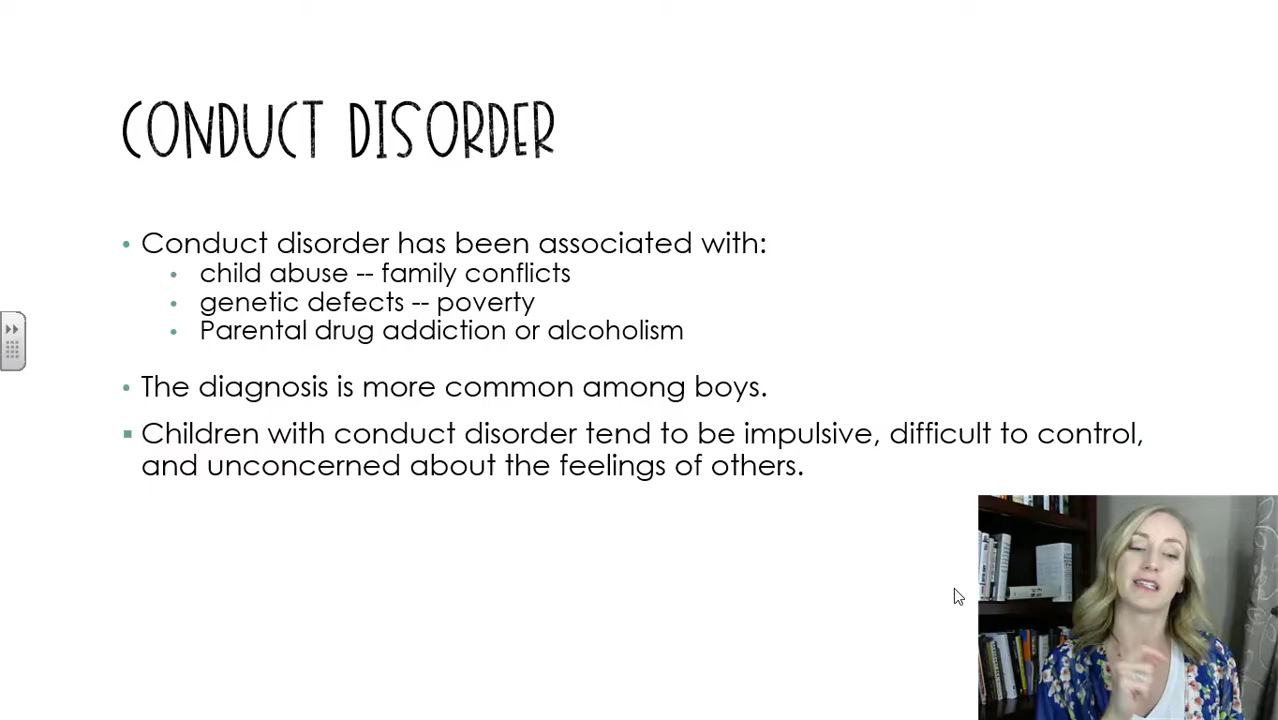 CONDUCT DISORDER
• Conduct disorder has been associated with:
• child abuse -- family conflicts
• genetic defects -- poverty
• Parental drug addiction or alcoholism
• The diagnosis is more common among boys.
▪ Children with conduct disorder tend to be impulsive, difficult to control,
and unconcerned about the feelings of others.